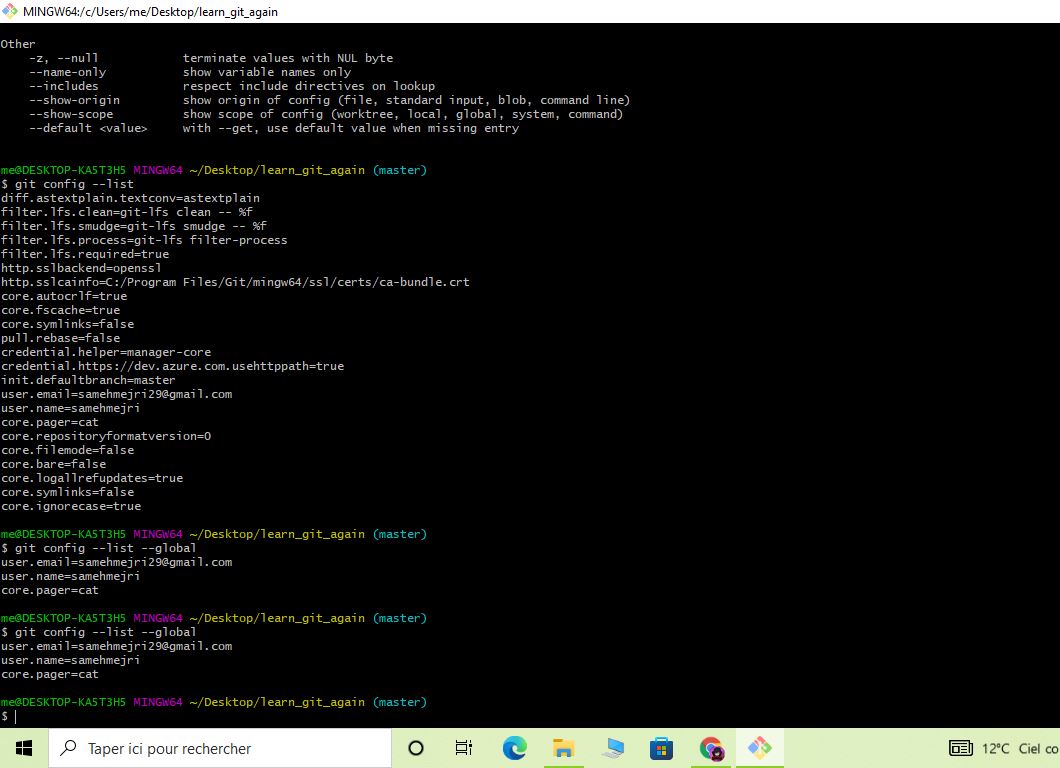 MINGW64:/c/Users/me/Desktop/learn_git_again
Other
-z, --null terminate values with NUL byte
--name-only show variable names only
--includes respect include directives on lookup
--show-origin show origin of config (file, standard input, blob, command line)
--show-scope show scope of config (worktree, local, global, system, command)
--default <value> with --get, use default value when missing entry
me@DESKTOP-KA5T3H5 MINGW64 ~/Desktop/learn_git_again (master)
$ git config --list
diff.astextplain.textconv=astextplain
filter.lfs.clean=git-lfs clean -- %f
filter.lfs.smudge=git-lfs smudge -- %f
filter.lfs.process=git-lfs filter-process
filter.lfs.required=true
http.sslbackend=openssl
http.sslcainfo=C:/Program Files/Git/mingw64/ssl/certs/ca-bundle.crt
core.autocrlf=true
core.fscache=true
core.symlinks=false
pull.rebase=false
credential.helper=manager-core
credential.https://dev.azure.com.usehttppath=true
init.defaultbranch=master
user.email=samehmejri29@gmail.com
user.name=samehmejri
core.pager=cat
core.repositoryformatversion=0
core.filemode=false
core.bare=false
core.logallrefupdates=true
core.symlinks=false
core.ignorecase=true
me@DESKTOP-KA5T3H5 MINGW64 ~/Desktop/learn_git_again (master)
$ git config --list --global
user.email=samehmejri29@gmail.com
user.name=samehmejri
core.pager=cat
me@DESKTOP-KA5T3H5 MINGW64 ~/Desktop/learn_git_again (master)
$ git config --list --global
user.email=samehmejri29@gmail.com
user.name=samehmejri
core.pager=cat
me@DESKTOP-KA5T3H5 MINGW64 ~/Desktop/learn_git_again (master)
$
Taper ici pour rechercher
12°C Ciel co